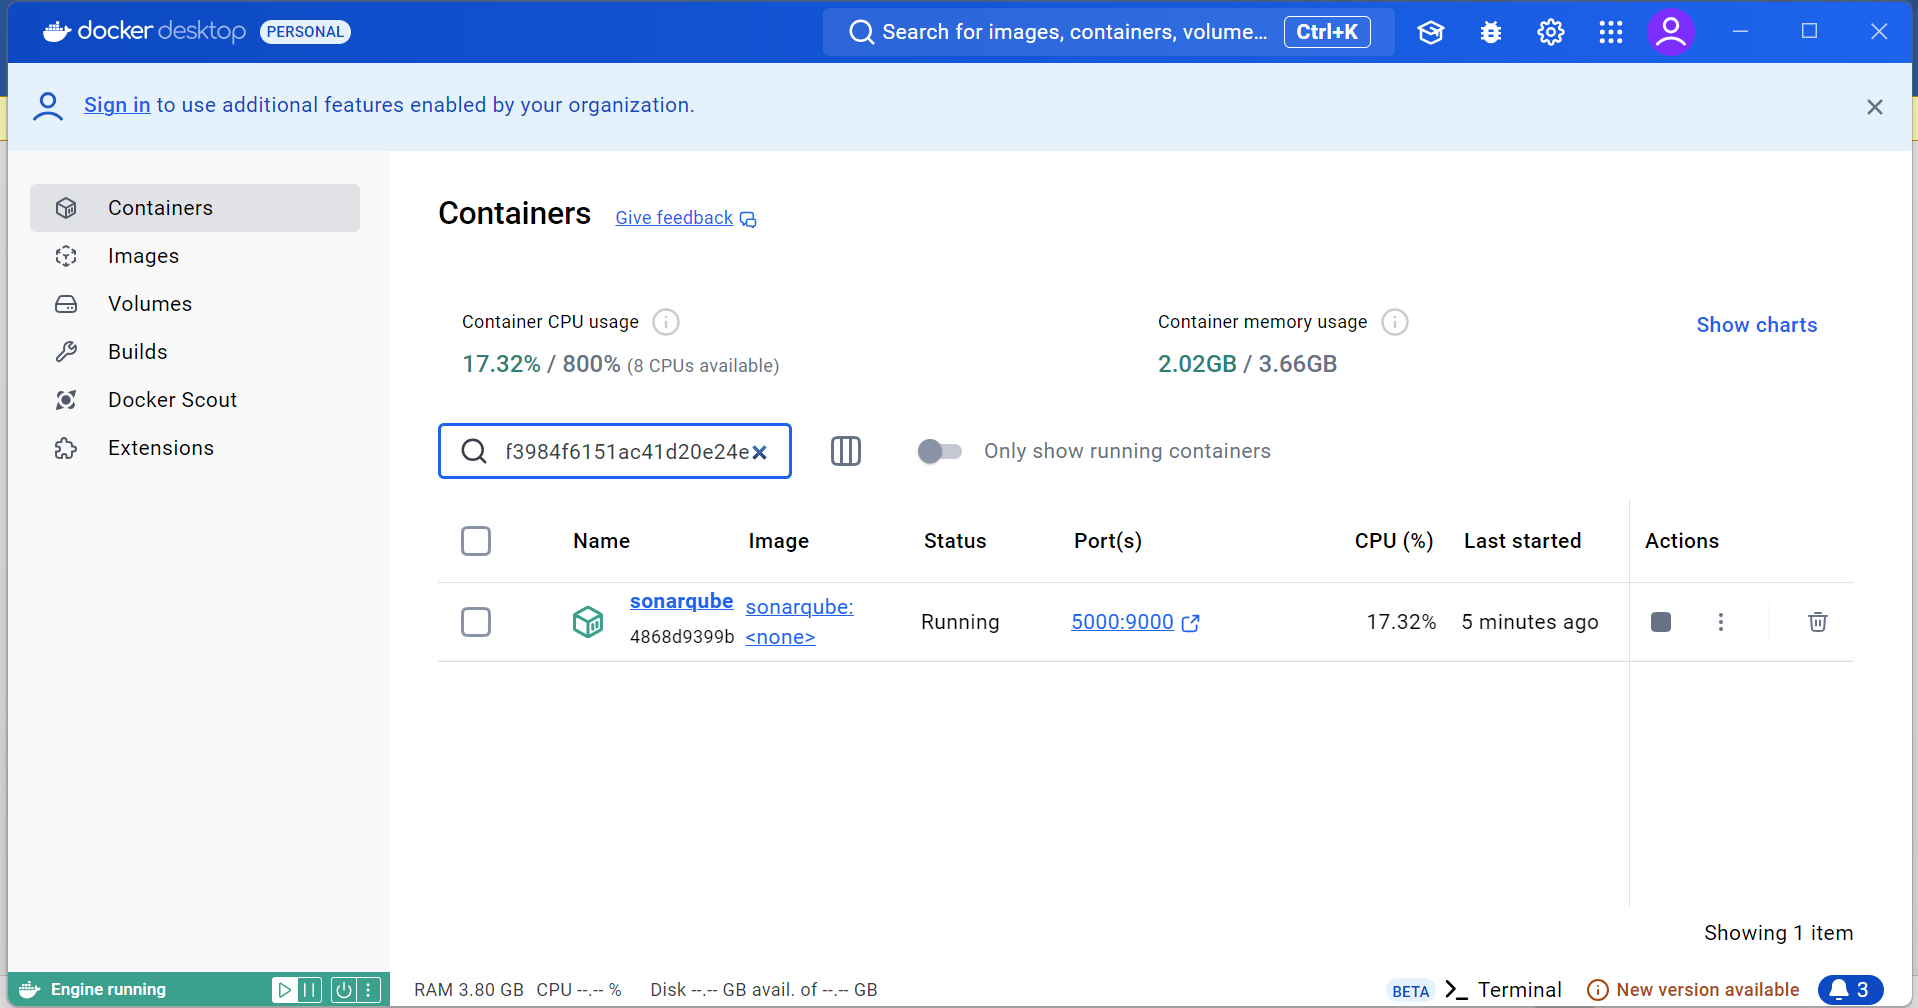 docker desktop PERSONAL
Search for images, containers, volume... Ctrl+K
Sign in to use additional features enabled by your organization.
Containers
Images
Volumes
Builds
Docker Scout
Extensions
Containers Give feedback
Container CPU usage
17.32% / 800% (8 CPUs available)
Container memory usage
2.02GB / 3.66GB
Show charts
f3984f6151ac41d20e24e
Only show running containers
Name Image Status Port(s) CPU (%) Last started Actions
sonarqube
4868d9399b
sonarqube:
<none>
Running
5000:9000
17.32%
5 minutes ago
Showing 1 item
Engine running
RAM 3.80 GB CPU --.-- % Disk --.-- GB avail. of --.-- GB
BETA >_ Terminal New version available 3